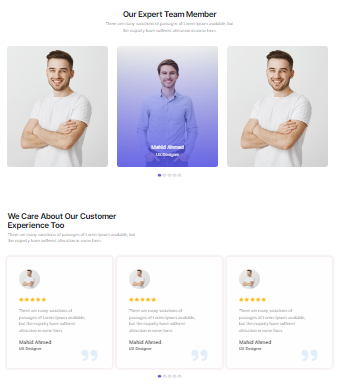 Our Expert Team Member
There are many variations of passages of Lorem Ipsum available, but
the majority have suffered alteration in some form.
Mahid Ahmed
UX Designer
We Care About Our Customer
Experience Too
There are many variations of passages of Lorem Ipsum available, but
the majority have suffered alteration in some form.
There are many variations of
passages of Lorem Ipsum available,
but the majority have suffered
alteration in some form.
Mahid Ahmed
UX Designer
There are many variations of
passages of Lorem Ipsum available,
but the majority have suffered
alteration in some form.
Mahid Ahmed
UX Designer
There are many variations of
passages of Lorem Ipsum available,
but the majority have suffered
alteration in some form.
Mahid Ahmed
UX Designer